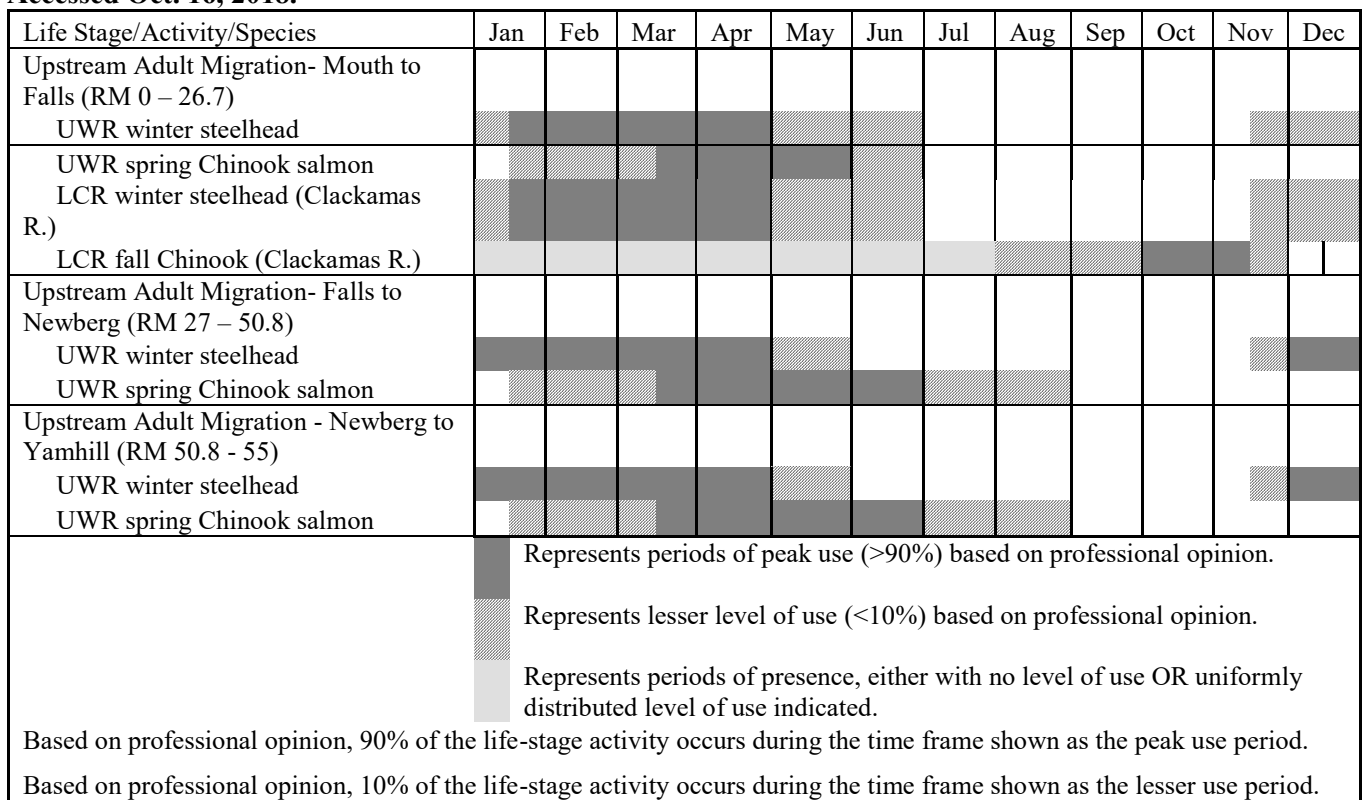 Accessed Oct. 16, 2018.
Life Stage/Activity/Species Jan Feb Mar Apr May Jun Jul Aug Sep Oct Nov Dec
Upstream Adult Migration- Mouth to
Falls (RM 0 – 26.7)
UWR winter steelhead
UWR spring Chinook salmon
LCR winter steelhead (Clackamas
R.)
LCR fall Chinook (Clackamas R.)
Upstream Adult Migration- Falls to
Newberg (RM 27 – 50.8)
UWR winter steelhead
UWR spring Chinook salmon
Upstream Adult Migration - Newberg to
Yamhill (RM 50.8 - 55)
UWR winter steelhead
UWR spring Chinook salmon
Represents periods of peak use (>90%) based on professional opinion.
Represents lesser level of use (<10%) based on professional opinion.
Represents periods of presence, either with no level of use OR uniformly
distributed level of use indicated.
Based on professional opinion, 90% of the life-stage activity occurs during the time frame shown as the peak use period.
Based on professional opinion, 10% of the life-stage activity occurs during the time frame shown as the lesser use period.